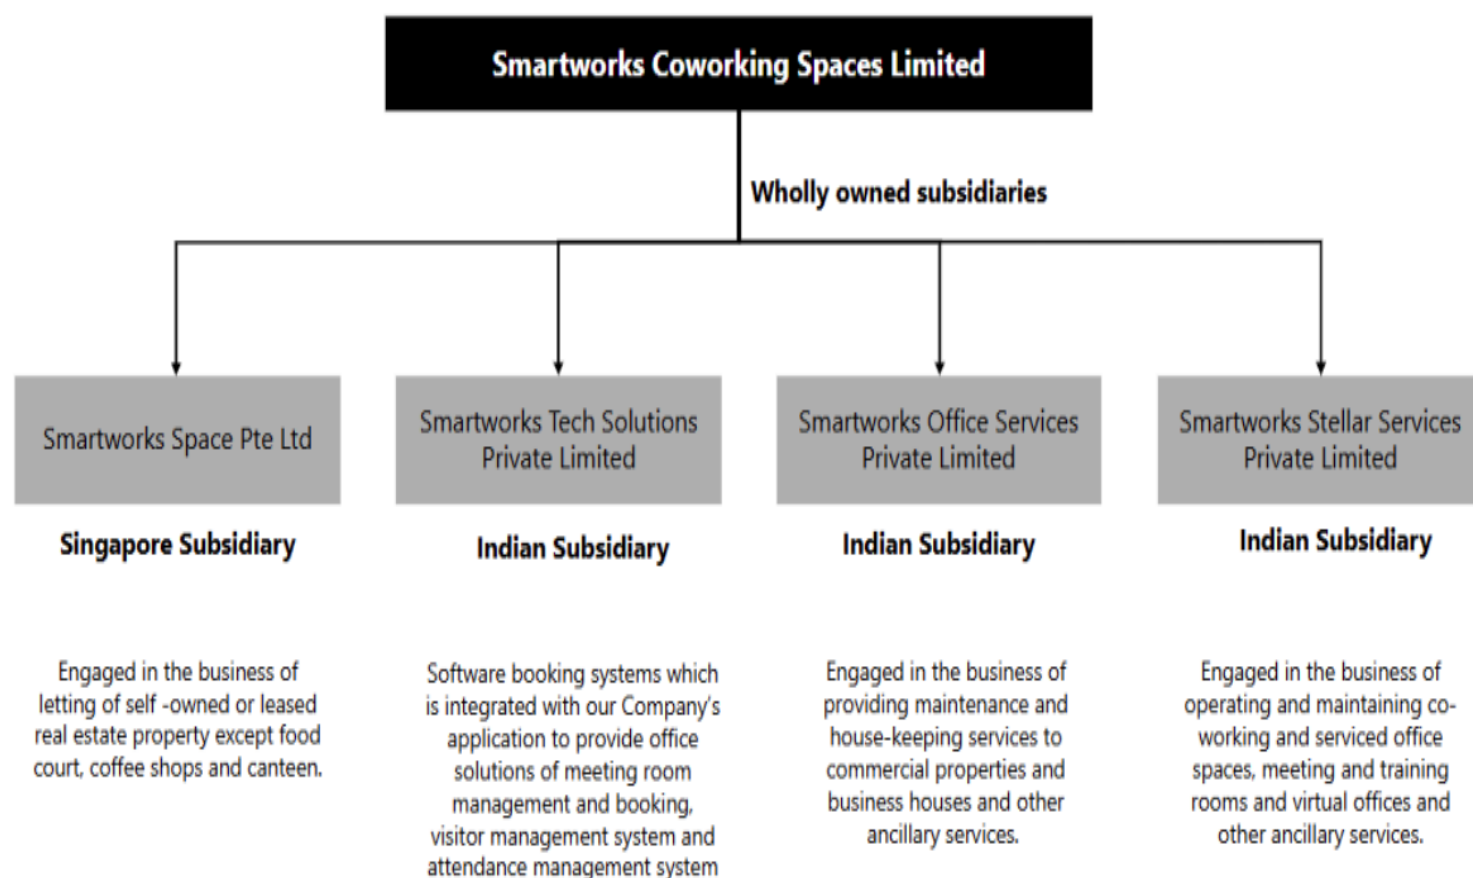 Smartworks Coworking Spaces Limited
Wholly owned subsidiaries
Smartworks Space Pte Ltd
Smartworks Tech Solutions
Private Limited
Smartworks Office Services
Private Limited
Smartworks Stellar Services
Private Limited
Singapore Subsidiary
Indian Subsidiary
Indian Subsidiary
Indian Subsidiary
Engaged in the business of
letting of self -owned or leased
real estate property except food
court, coffee shops and canteen.
Software booking systems which
is integrated with our Company's
application to provide office
solutions of meeting room
management and booking,
visitor management system and
attendance management system
Engaged in the business of
providing maintenance and
house-keeping services to
commercial properties and
business houses and other
ancillary services.
Engaged in the business of
operating and maintaining co-
working and serviced office
spaces, meeting and training
rooms and virtual offices and
other ancillary services.